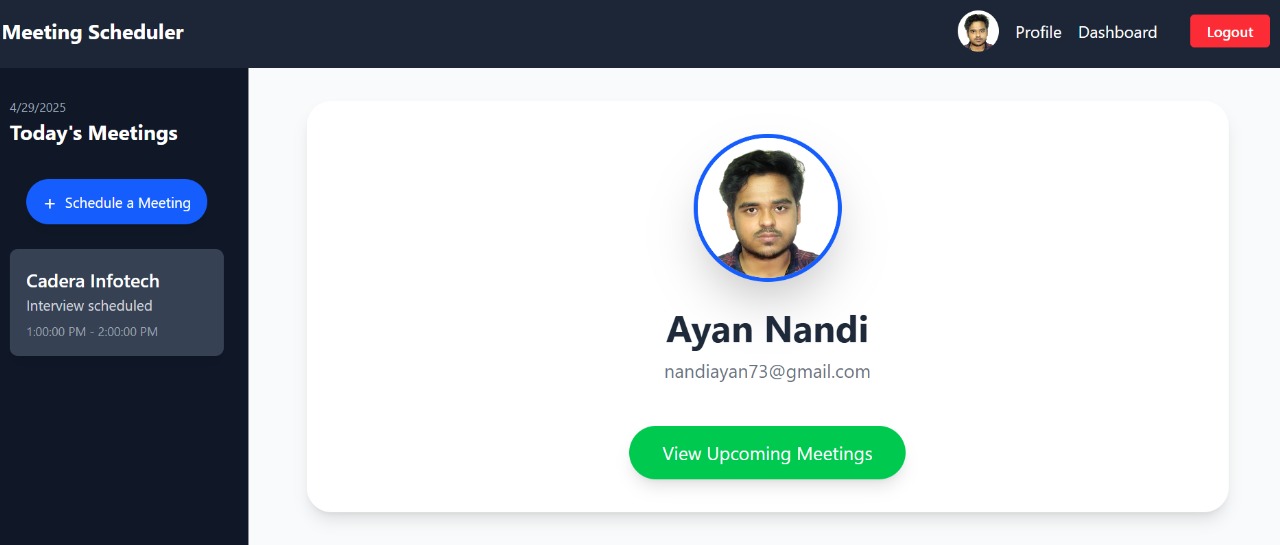 Meeting Scheduler
Profile
Dashboard
Logout
4/29/2025
Today's Meetings
+ Schedule a Meeting
Cadera Infotech
Interview scheduled
1:00:00 PM - 2:00:00 PM
Ayan Nandi
nandiayan73@gmail.com
View Upcoming Meetings